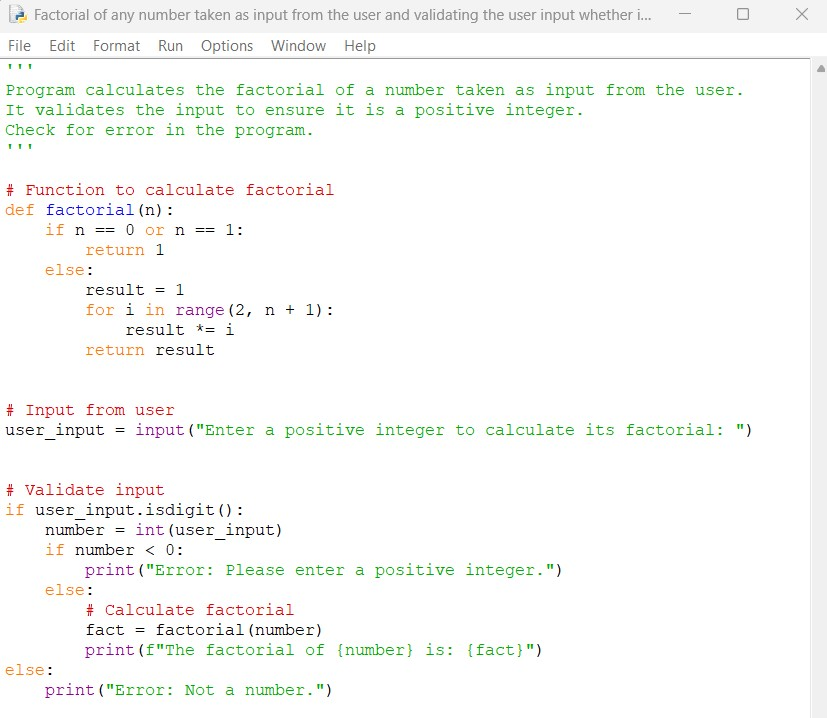 Factorial of any number taken as input from the user and validating the user input whether i...
File Edit Format Run Options Window Help
'''
Program calculates the factorial of a number taken as input from the user.
It validates the input to ensure it is a positive integer.
Check for error in the program.
'''
# Function to calculate factorial
def factorial(n):
    if n == 0 or n == 1:
        return 1
    else:
        result = 1
        for i in range(2, n + 1):
            result *= i
        return result
# Input from user
user_input = input("Enter a positive integer to calculate its factorial: ")
# Validate input
if user_input.isdigit():
    number = int(user_input)
    if number < 0:
        print("Error: Please enter a positive integer.")
    else:
        # Calculate factorial
        fact = factorial(number)
        print(f"The factorial of {number} is: {fact}")
else:
    print("Error: Not a number.")